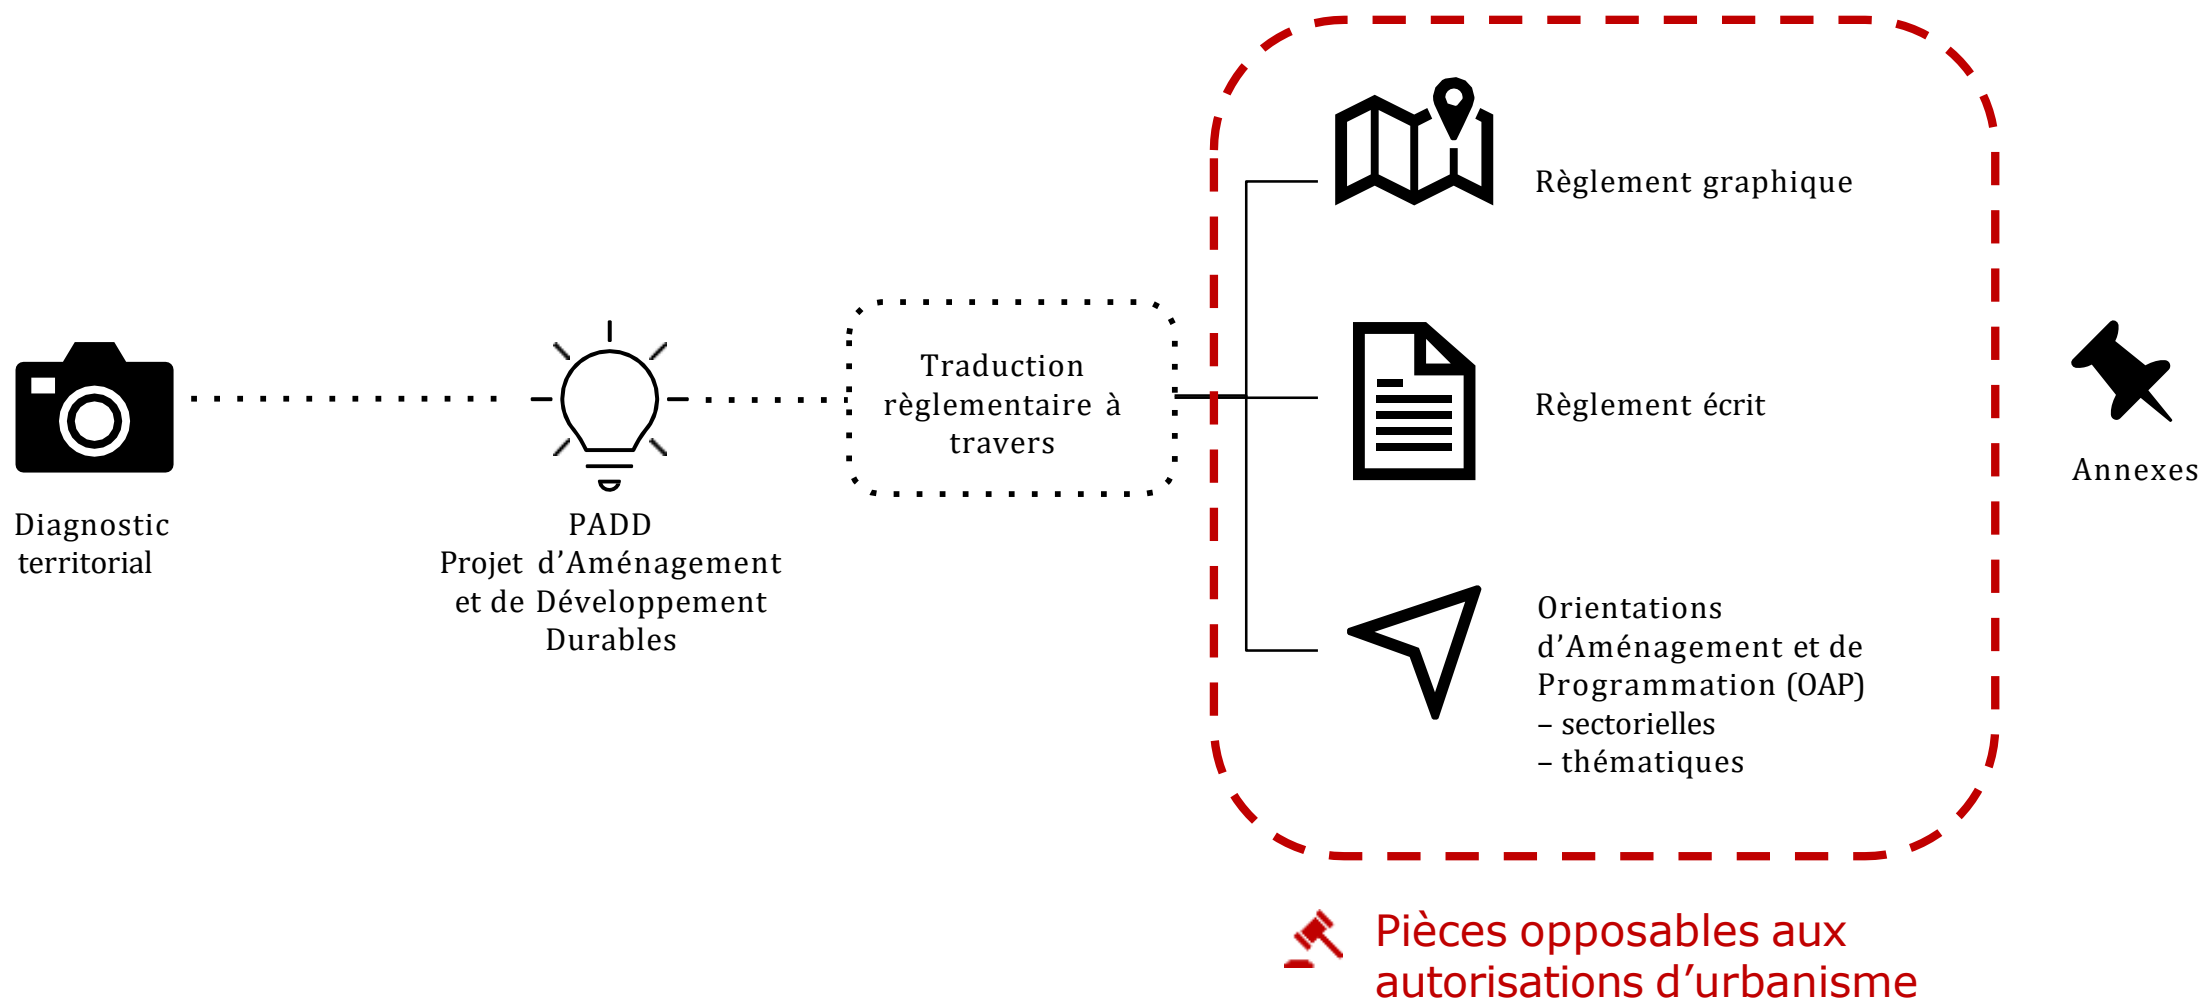 Diagnostic
territorial
PADD
Projet d’Aménagement
et de Développement
Durables
Traduction
règlementaire à
travers
Règlement graphique
Règlement écrit
Orientations
d’Aménagement et de
Programmation (OAP)
– sectorielles
– thématiques
Annexes
Pièces opposables aux
autorisations d’urbanisme